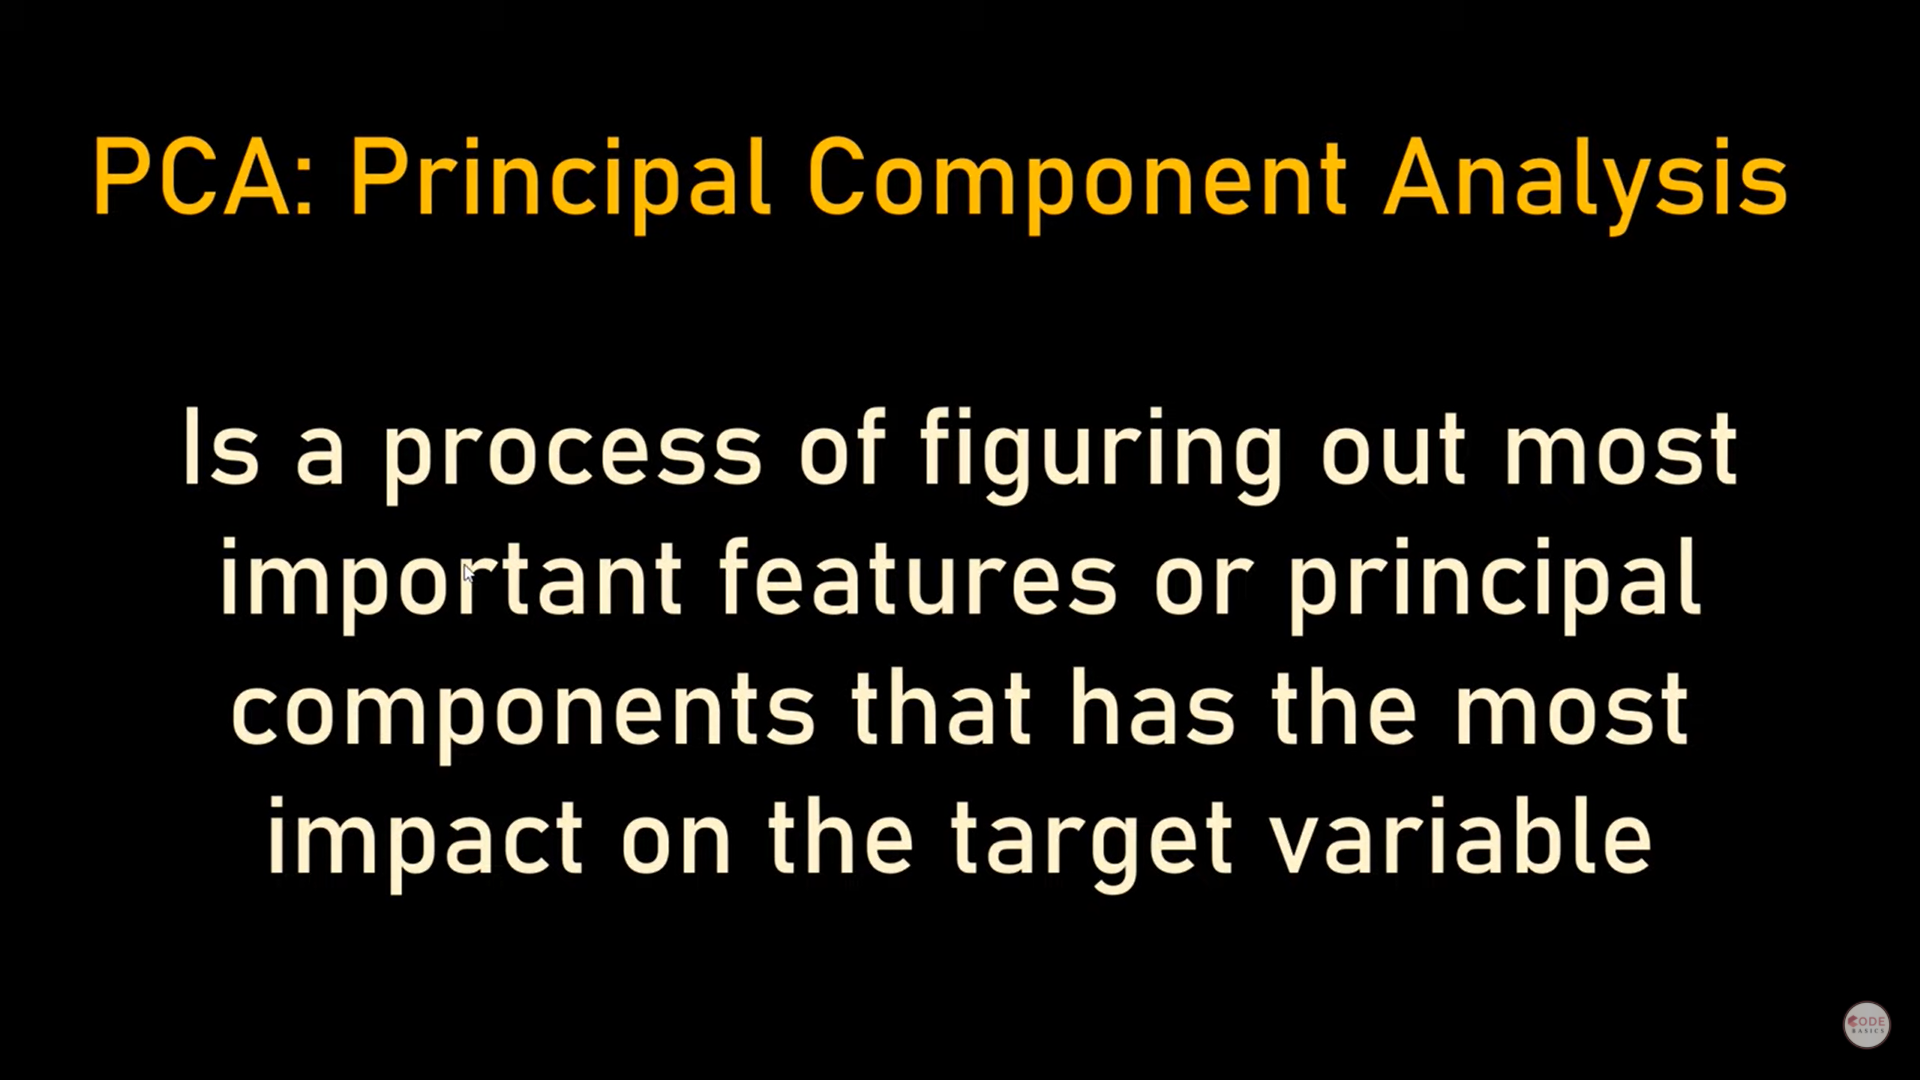 PCA: Principal Component Analysis
Is a process of figuring out most
important features or principal
components that has the most
impact on the target variable
CODE
BASICS